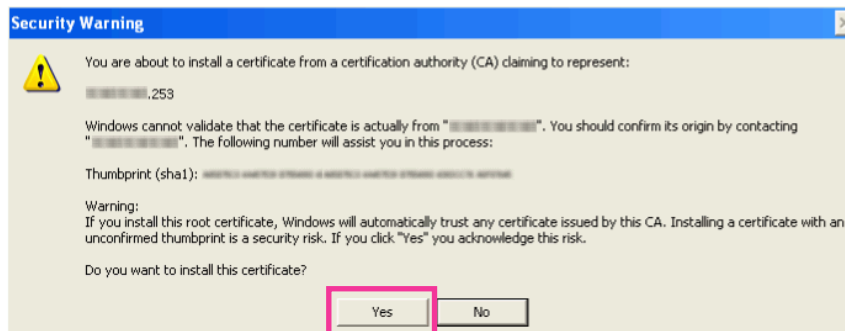 Security Warning
You are about to install a certificate from a certification authority (CA) claiming to represent:
.253
Windows cannot validate that the certificate is actually from "". You should confirm its origin by contacting
"". The following number will assist you in this process:
Thumbprint (sha1):
Warning:
If you install this root certificate, Windows will automatically trust any certificate issued by this CA. Installing a certificate with an
unconfirmed thumbprint is a security risk. If you click "Yes" you acknowledge this risk.
Do you want to install this certificate?
Yes
No